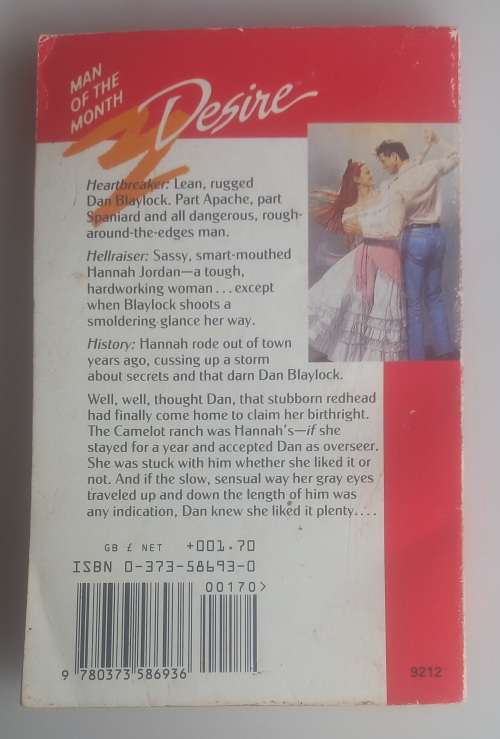 MAN
OF THE
MONTH
Desire
Heartbreaker: Lean, rugged
Dan Blaylock. Part Apache, part
Spaniard and all dangerous, rough-
around-the-edges man.
Hellraiser: Sassy, smart-mouthed
Hannah Jordan—a tough,
hardworking woman...except
when Blaylock shoots a
smoldering glance her way.
History: Hannah rode out of town
years ago, cussing up a storm
about secrets and that darn Dan Blaylock.
Well, well, thought Dan, that stubborn redhead
had finally come home to claim her birthright.
The Camelot ranch was Hannah's—if she
stayed for a year and accepted Dan as overseer.
She was stuck with him whether she liked it or
not. And if the slow, sensual way her gray eyes
traveled up and down the length of him was
any indication, Dan knew she liked it plenty....
GB £ NET +001.70
ISBN 0-373-58693-0
00170>
9 780373 586936
9212